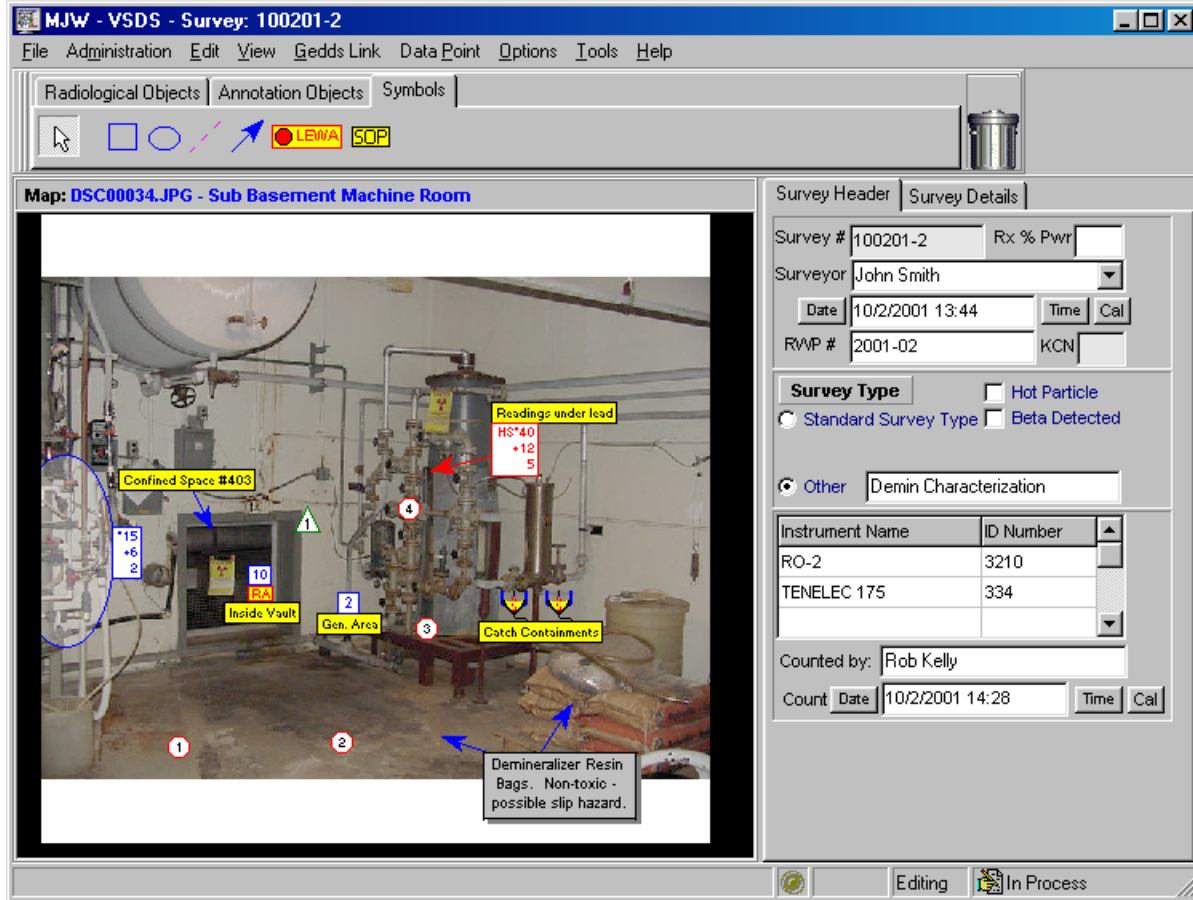 MJW - VSDS - Survey: 100201-2
File Administration Edit View Gedds Link Data Point Options Tools Help
Radiological Objects Annotation Objects Symbols
LEWA SOP
Map: DSC00034.JPG - Sub Basement Machine Room
Readings under lead
HS*40
+12
5
Confined Space #403
4
1
*15
+6
2
10
RA
Inside Vault
2
Gen. Area
3
Catch Containments
1
2
Demineralizer Resin
Bags. Non-toxic -
possible slip hazard.
Survey Header Survey Details
Survey # 100201-2 Rx % Pwr
Surveyor John Smith
Date 10/2/2001 13:44 Time Cal
RWP # 2001-02 KCN
Survey Type Hot Particle
Standard Survey Type Beta Detected
Other Demin Characterization
Instrument Name ID Number
RO-2 3210
TENELEC 175 334
Counted by: Rob Kelly
Count Date 10/2/2001 14:28 Time Cal
Editing In Process